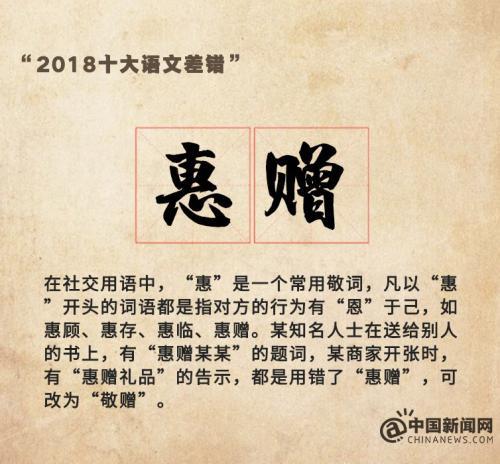 “2018十大语文差错”
惠赠
在社交用语中，“惠”是一个常用敬词，凡以“惠
”开头的词语都是指对方的行为有“恩”于己，如
惠顾、惠存、惠临、惠赠。某知名人士在送给别人
的书上，有“惠赠某某”的题词，某商家开张时，
有“惠赠礼品”的告示，都是用错了“惠赠”，可
改为“敬赠”。
@中国新闻网
CHINANEWS.COM